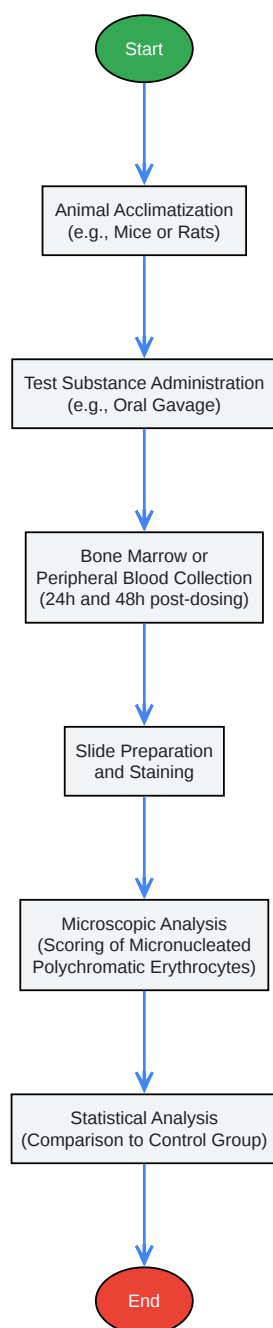 Start
Animal Acclimatization
(e.g., Mice or Rats)
Test Substance Administration
(e.g., Oral Gavage)
Bone Marrow or
Peripheral Blood Collection
(24h and 48h post-dosing)
Slide Preparation
and Staining
Microscopic Analysis
(Scoring of Micronucleated
Polychromatic Erythrocytes)
Statistical Analysis
(Comparison to Control Group)
End